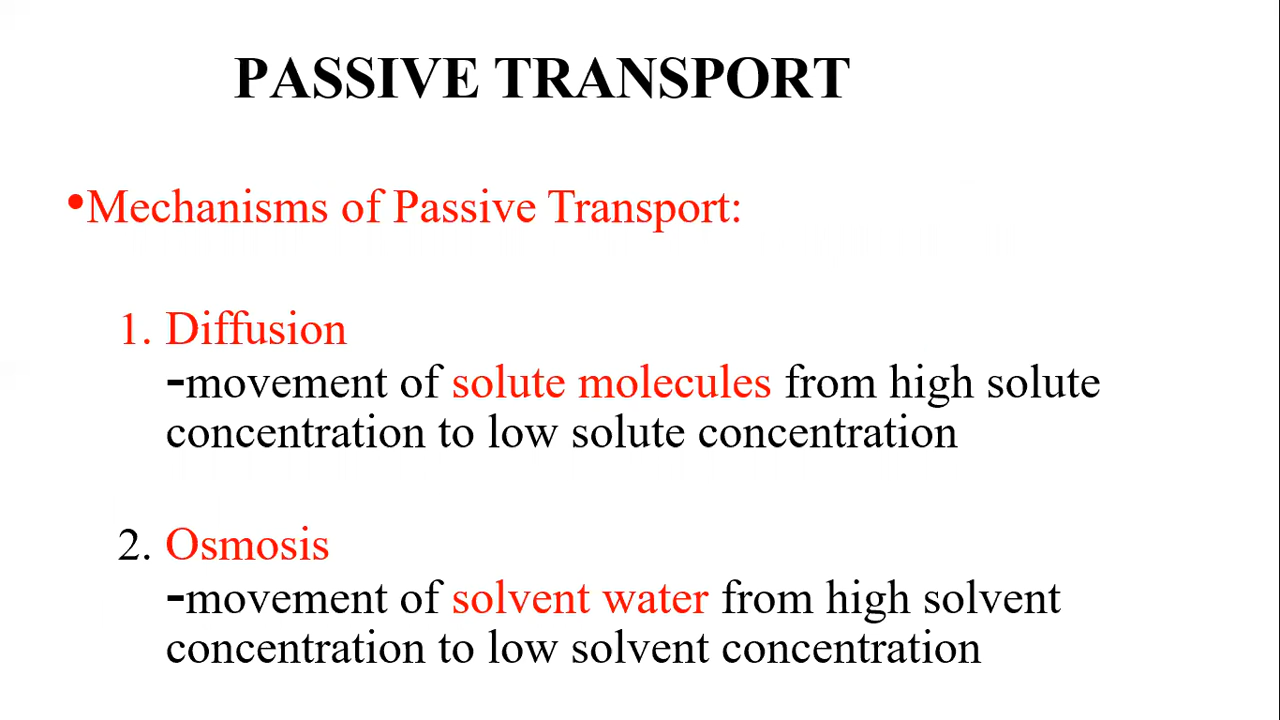 PASSIVE TRANSPORT
•Mechanisms of Passive Transport:
1. Diffusion
-movement of solute molecules from high solute
concentration to low solute concentration
2. Osmosis
-movement of solvent water from high solvent
concentration to low solvent concentration